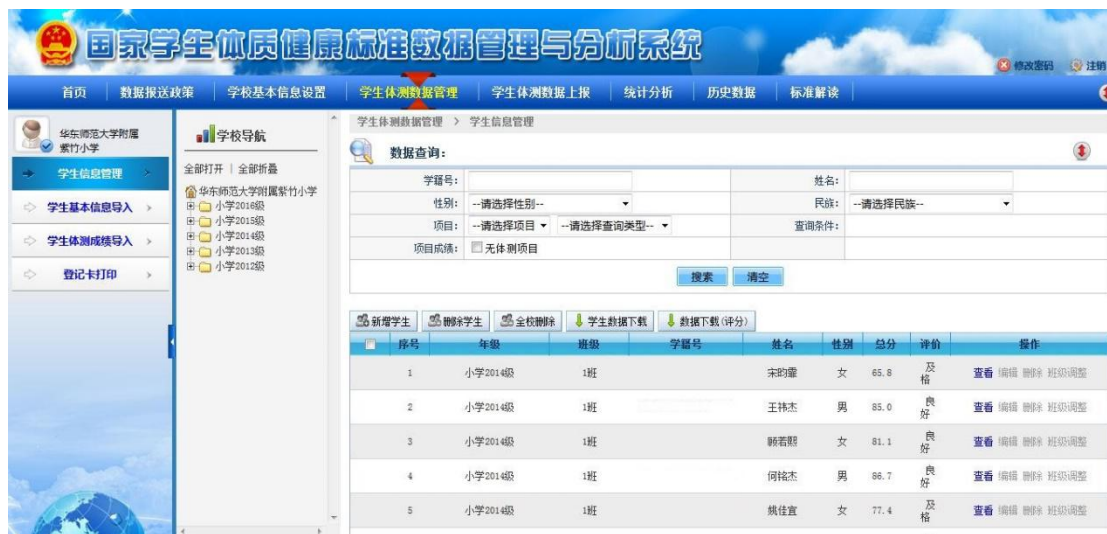 国家学生体质健康标准数据管理与分析系统
修改密码 注销
首页 数据报送政策 学校基本信息设置 学生体测数据管理 学生体测数据上报 统计分析 历史数据 标准解读
华东师范大学附属
紫竹小学
学生信息管理
学生基本信息导入
学生体测成绩导入
登记卡打印
学校导航
全部打开 | 全部折叠
华东师范大学附属紫竹小学
小学2016级
小学2015级
小学2014级
小学2013级
小学2012级
学生体测数据管理 > 学生信息管理
数据查询:
学籍号: 姓名:
性别: --请选择性别-- 民族: --请选择民族--
项目: --请选择项目 --请选择查询类型-- 查询条件:
项目成绩: 无体测项目
搜索 清空
新增学生 删除学生 全校删除 学生数据下载 数据下载(评分)
序号 年级 班级 学籍号 姓名 性别 总分 评价 操作
1 小学2014级 1班 宋昀霏 女 65.8 及格 查看 编辑 删除 班级调整
2 小学2014级 1班 王祎杰 男 85.0 良好 查看 编辑 删除 班级调整
3 小学2014级 1班 顾若熙 女 81.1 良好 查看 编辑 删除 班级调整
4 小学2014级 1班 何铭杰 男 86.7 良好 查看 编辑 删除 班级调整
5 小学2014级 1班 姚佳宜 女 77.4 及格 查看 编辑 删除 班级调整